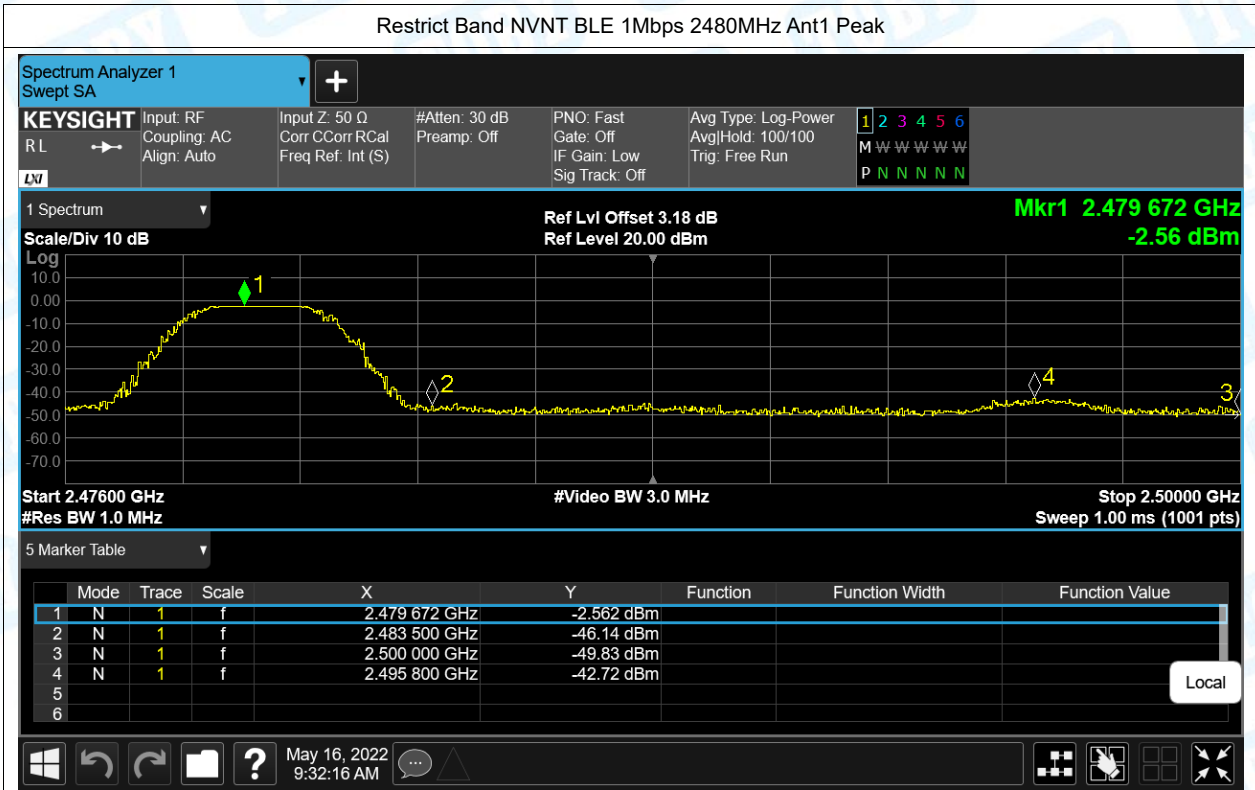 Restrict Band NVNT BLE 1Mbps 2480MHz Ant1 Peak
Spectrum Analyzer 1
Swept SA
KEYSIGHT
RL
LXI
Input: RF
Coupling: AC
Align: Auto
Input Z: 50 Ω
Corr CCorr RCal
Freq Ref: Int (S)
#Atten: 30 dB
Preamp: Off
PNO: Fast
Gate: Off
IF Gain: Low
Sig Track: Off
Avg Type: Log-Power
Avg|Hold: 100/100
Trig: Free Run
1 2 3 4 5 6
M W W W W W
P N N N N N
1 Spectrum
Scale/Div 10 dB
Ref Lvl Offset 3.18 dB
Ref Level 20.00 dBm
Mkr1 2.479 672 GHz
-2.56 dBm
Log
10.0
0.00
-10.0
-20.0
-30.0
-40.0
-50.0
-60.0
-70.0
1
2
4
3
Start 2.47600 GHz
#Video BW 3.0 MHz
Stop 2.50000 GHz
#Res BW 1.0 MHz
Sweep 1.00 ms (1001 pts)
5 Marker Table
Mode Trace Scale X Y Function Function Width Function Value
1 N 1 f 2.479 672 GHz -2.562 dBm
2 N 1 f 2.483 500 GHz -46.14 dBm
3 N 1 f 2.500 000 GHz -49.83 dBm
4 N 1 f 2.495 800 GHz -42.72 dBm
5
6
Local
?
May 16, 2022
9:32:16 AM